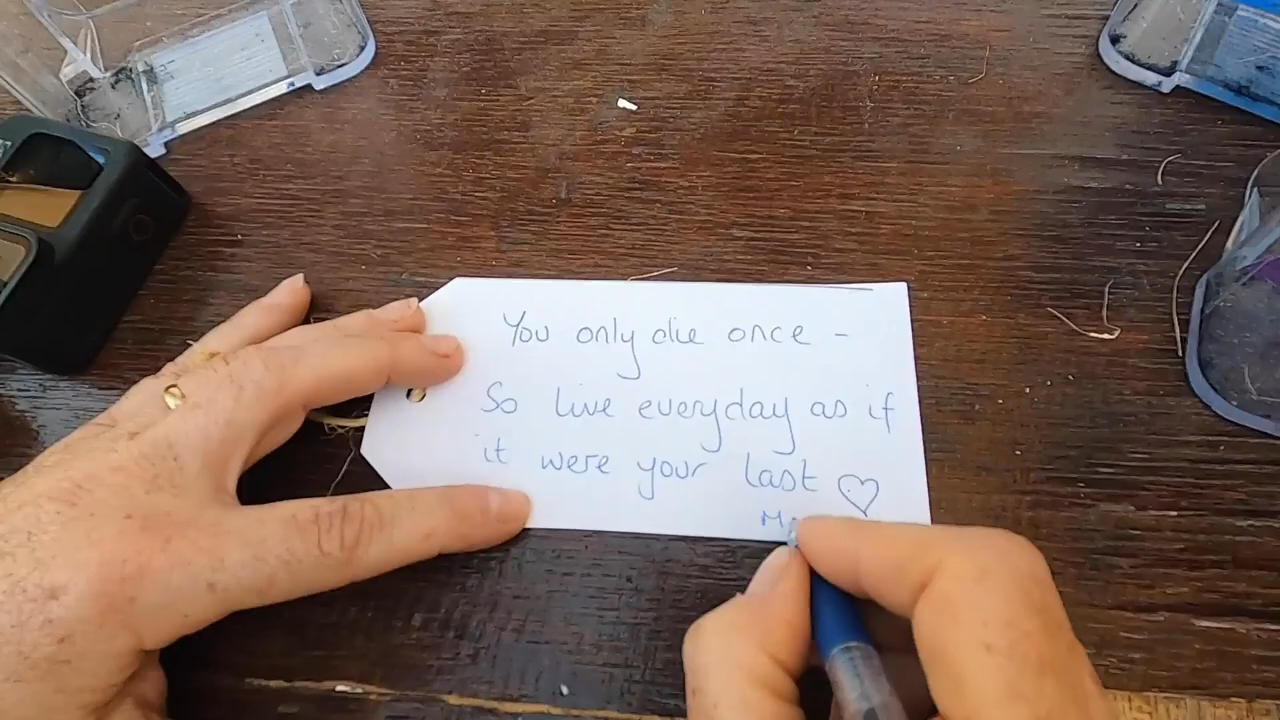 You only die once -
So live everyday as if
it were your last ♡